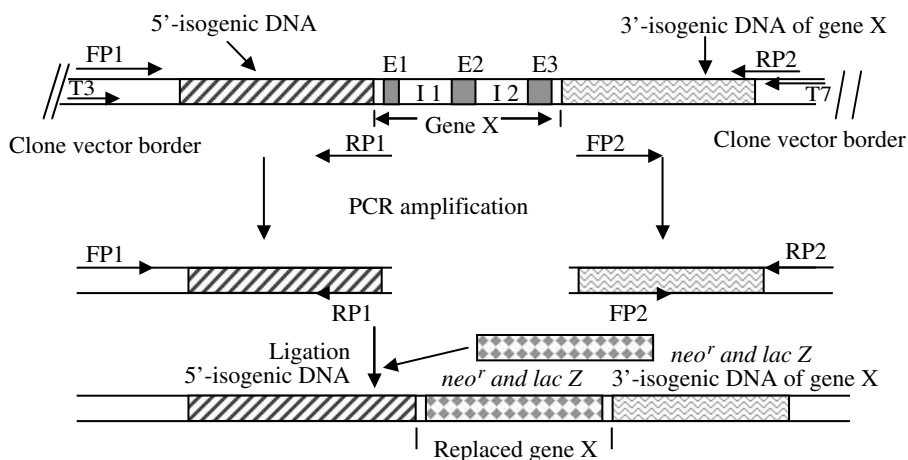 5'-isogenic DNA
3'-isogenic DNA of gene X
FP1
E1 E2 E3
RP2
T3
I 1 I 2
T7
Gene X
Clone vector border
Clone vector border
RP1
FP2
PCR amplification
FP1
RP2
RP1
FP2
Ligation
neoʳ and lac Z
5'-isogenic DNA
neoʳ and lac Z
3'-isogenic DNA of gene X
Replaced gene X